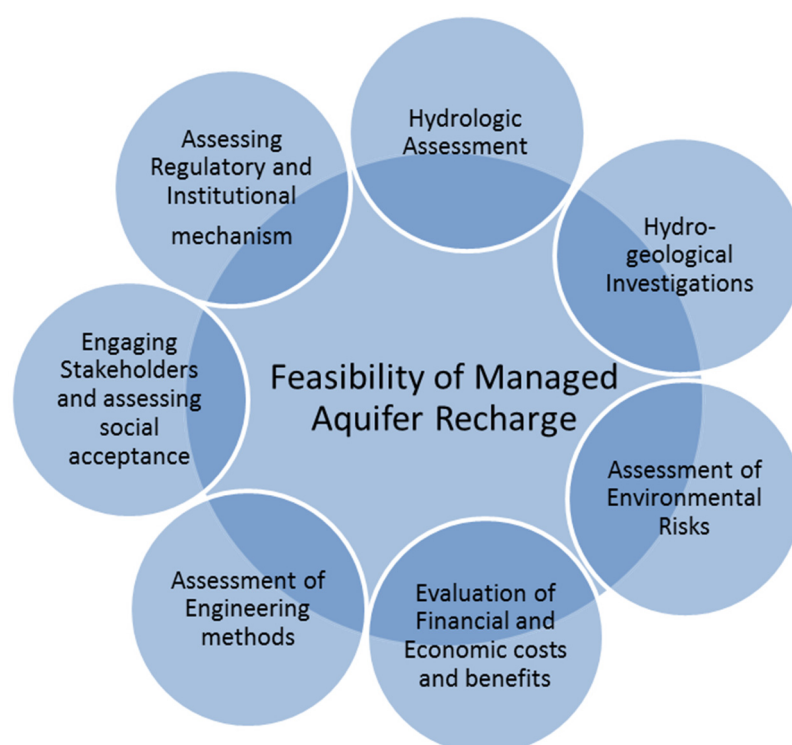 Hydrologic
Assessment
Hydro-
geological
Investigations
Assessment of
Environmental
Risks
Evaluation of
Financial and
Economic costs
and benefits
Assessment of
Engineering
methods
Engaging
Stakeholders
and assessing
social
acceptance
Assessing
Regulatory and
Institutional
mechanism
Feasibility of Managed
Aquifer Recharge